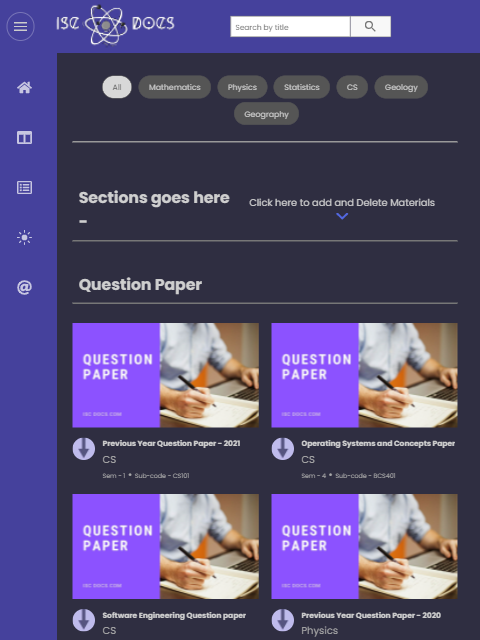 ISC DOCS
Search by title
All Mathematics Physics Statistics CS Geology
Geography
Sections goes here
-
Click here to add and Delete Materials
Question Paper
QUESTION
PAPER
ISC DOCS.COM
QUESTION
PAPER
ISC DOCS.COM
Previous Year Question Paper - 2021
CS
Sem - 1 • Sub-code - CS101
Operating Systems and Concepts Paper
CS
Sem - 4 • Sub-code - BCS401
QUESTION
PAPER
ISC DOCS.COM
QUESTION
PAPER
ISC DOCS.COM
Software Engineering Question paper
CS
Previous Year Question Paper - 2020
Physics